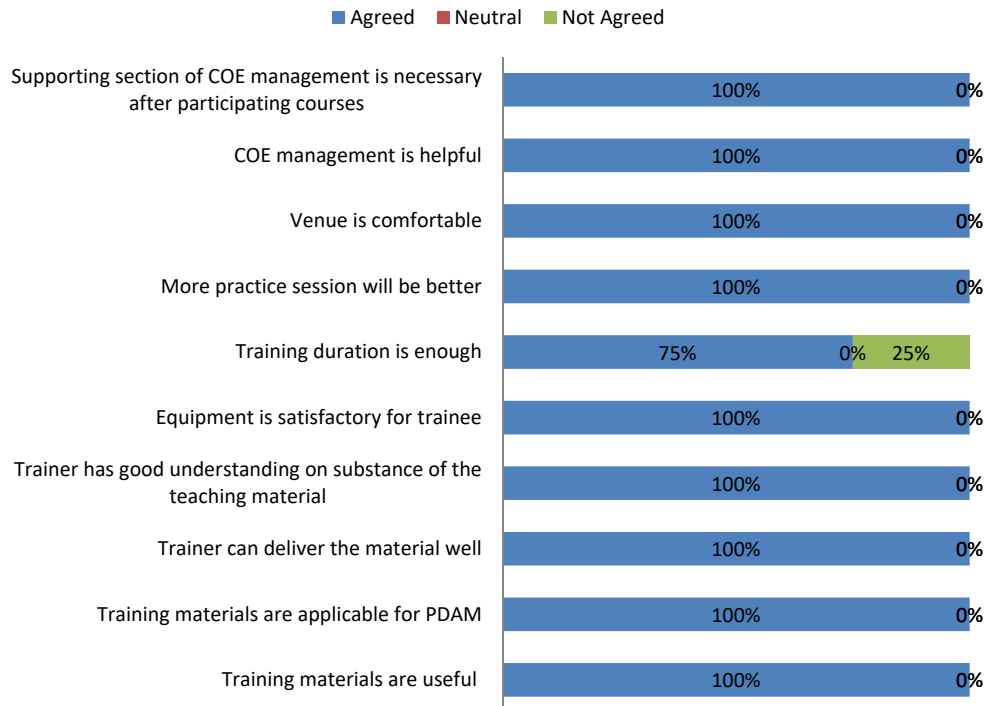 Agreed Neutral Not Agreed
Supporting section of COE management is necessary
after participating courses
100% 0%
COE management is helpful
100% 0%
Venue is comfortable
100% 0%
More practice session will be better
100% 0%
Training duration is enough
75% 0% 25%
Equipment is satisfactory for trainee
100% 0%
Trainer has good understanding on substance of the
teaching material
100% 0%
Trainer can deliver the material well
100% 0%
Training materials are applicable for PDAM
100% 0%
Training materials are useful
100% 0%